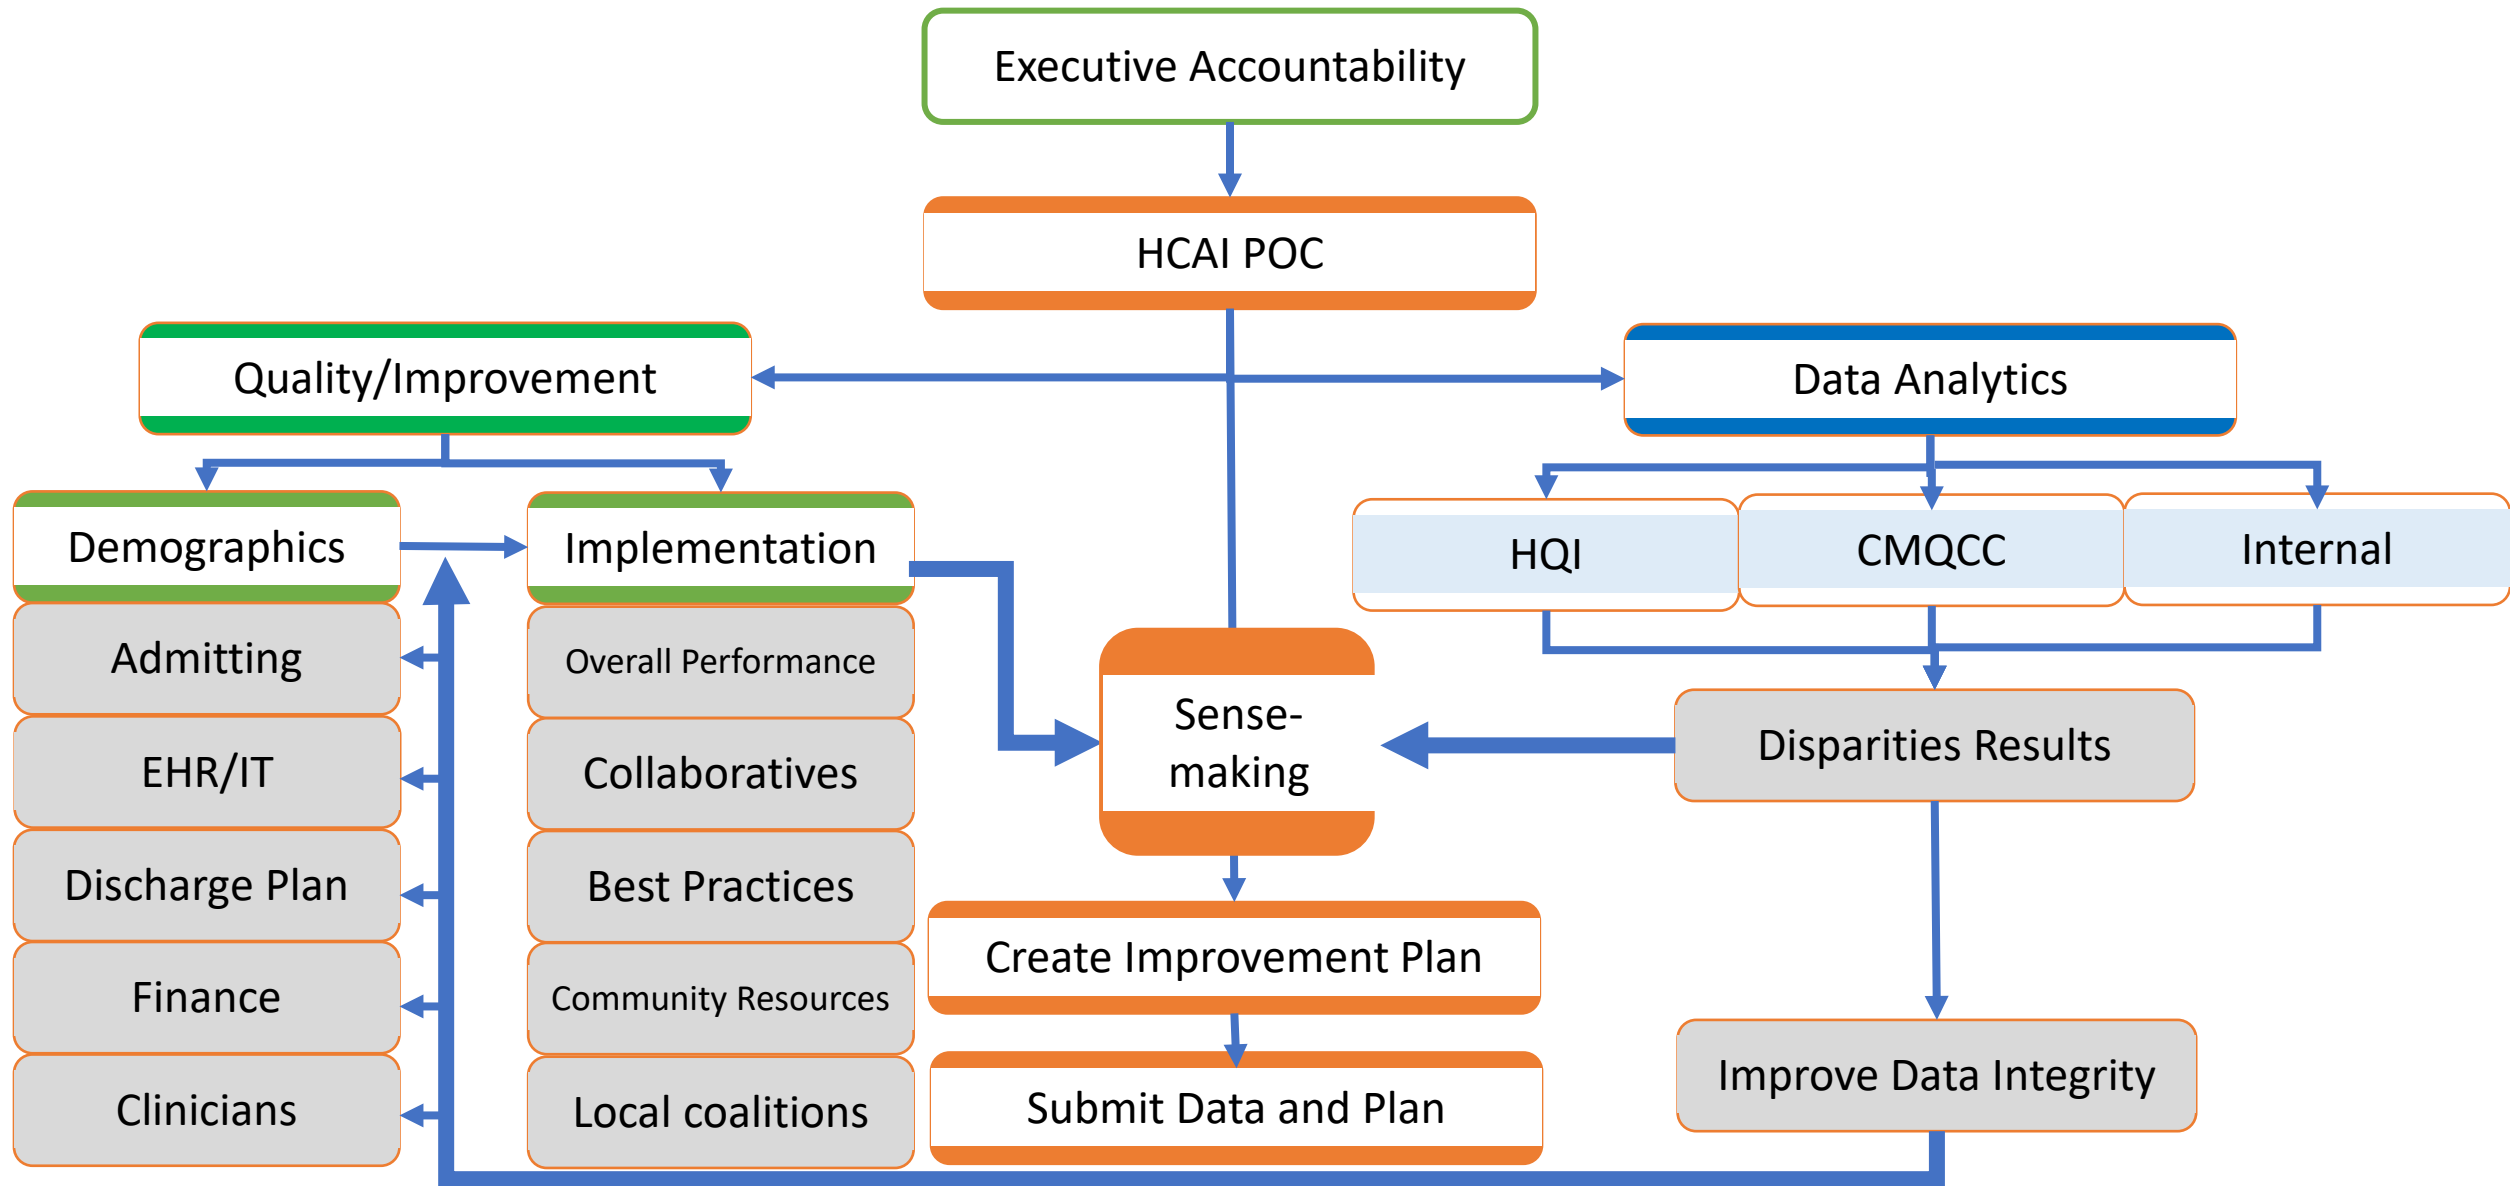 Executive Accountability
HCAI POC
Quality/Improvement
Data Analytics
Demographics
Implementation
HQI
CMQCC
Internal
Admitting
Overall Performance
Sense-
making
Disparities Results
EHR/IT
Collaboratives
Discharge Plan
Best Practices
Create Improvement Plan
Finance
Community Resources
Improve Data Integrity
Clinicians
Local coalitions
Submit Data and Plan